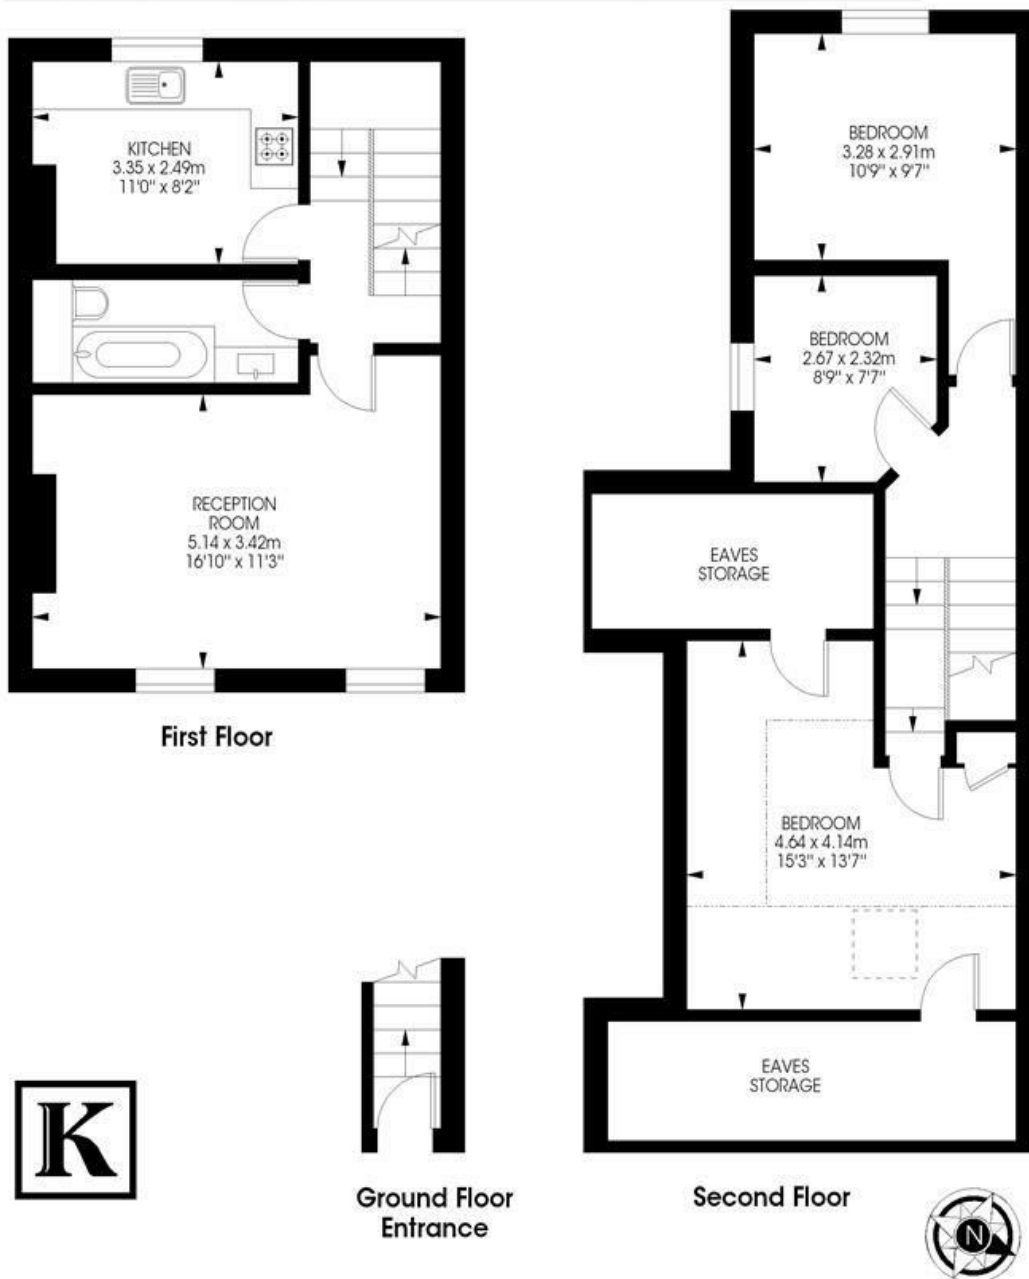 KITCHEN
3.35 x 2.49m
11'0" x 8'2"
RECEPTION
ROOM
5.14 x 3.42m
16'10" x 11'3"
First Floor
BEDROOM
3.28 x 2.91m
10'9" x 9'7"
BEDROOM
2.67 x 2.32m
8'9" x 7'7"
EAVES
STORAGE
BEDROOM
4.64 x 4.14m
15'3" x 13'7"
EAVES
STORAGE
K
Ground Floor
Entrance
Second Floor
N